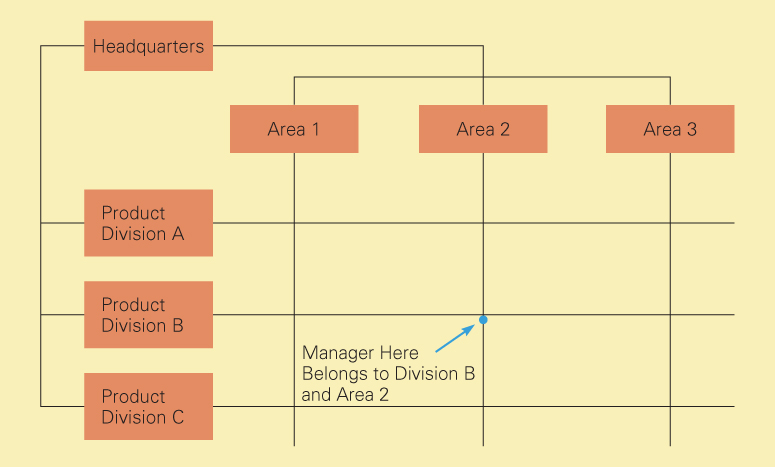 Headquarters
Area 1
Area 2
Area 3
Product
Division A
Product
Division B
Manager Here
Belongs to Division B
and Area 2
Product
Division C